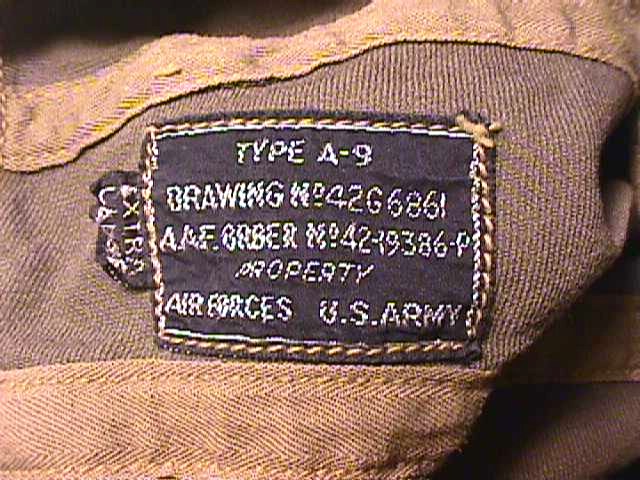 TYPE A-9
DRAWING Nº42G6861
A.A.F. ORDER Nº42-19386-P
PROPERTY
AIR FORCES U.S. ARMY
EXTRA
LARGE